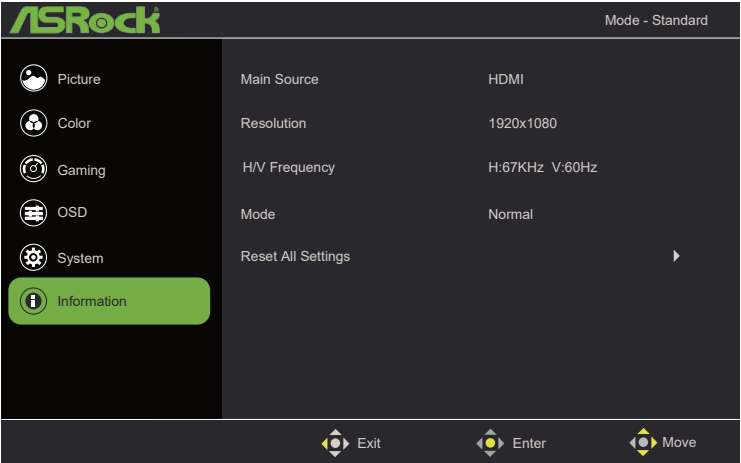 ASRock
Mode - Standard
Picture
Main Source HDMI
Color
Resolution 1920x1080
Gaming
H/V Frequency H:67KHz V:60Hz
OSD
Mode Normal
System
Reset All Settings
Information
Exit Enter Move